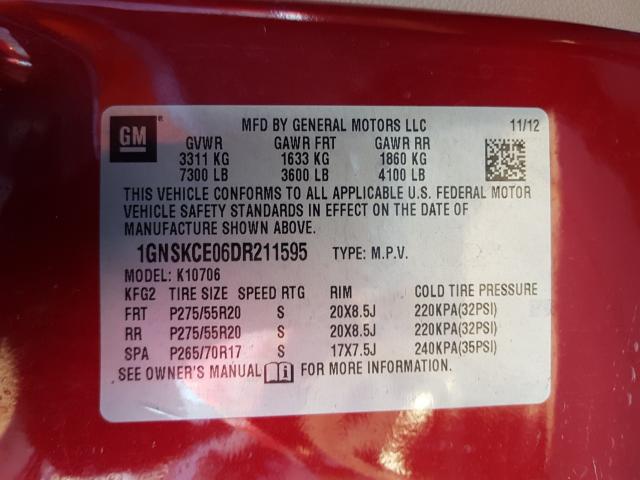 GM ®
MFD BY GENERAL MOTORS LLC 11/12
GVWR GAWR FRT GAWR RR
3311 KG 1633 KG 1860 KG
7300 LB 3600 LB 4100 LB
THIS VEHICLE CONFORMS TO ALL APPLICABLE U.S. FEDERAL MOTOR
VEHICLE SAFETY STANDARDS IN EFFECT ON THE DATE OF
MANUFACTURE SHOWN ABOVE.
1GNSKCE06DR211595 TYPE: M.P.V.
MODEL: K10706
KFG2 TIRE SIZE SPEED RTG RIM COLD TIRE PRESSURE
FRT P275/55R20 S 20X8.5J 220KPA(32PSI)
RR P275/55R20 S 20X8.5J 220KPA(32PSI)
SPA P265/70R17 S 17X7.5J 240KPA(35PSI)
SEE OWNER'S MANUAL FOR MORE INFORMATION.